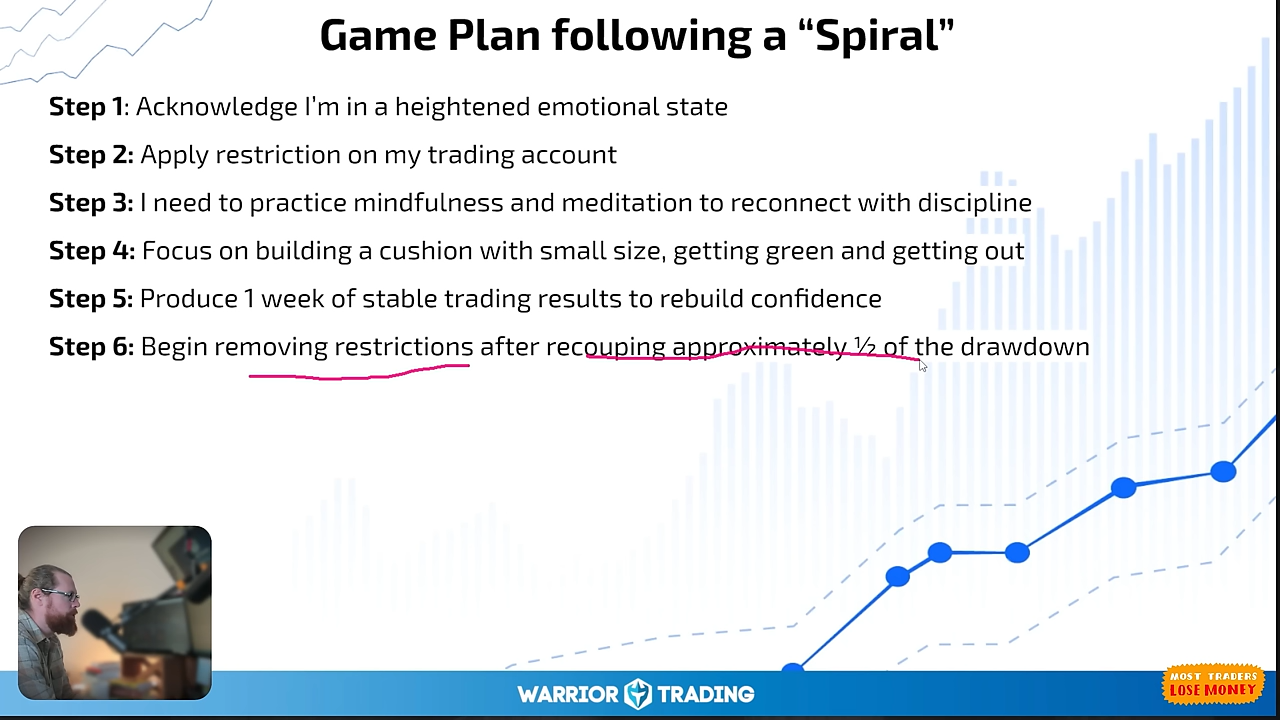 Game Plan following a “Spiral”
Step 1: Acknowledge I’m in a heightened emotional state
Step 2: Apply restriction on my trading account
Step 3: I need to practice mindfulness and meditation to reconnect with discipline
Step 4: Focus on building a cushion with small size, getting green and getting out
Step 5: Produce 1 week of stable trading results to rebuild confidence
Step 6: Begin removing restrictions after recouping approximately ½ of the drawdown
WARRIOR TRADING
MOST TRADERS
LOSE MONEY